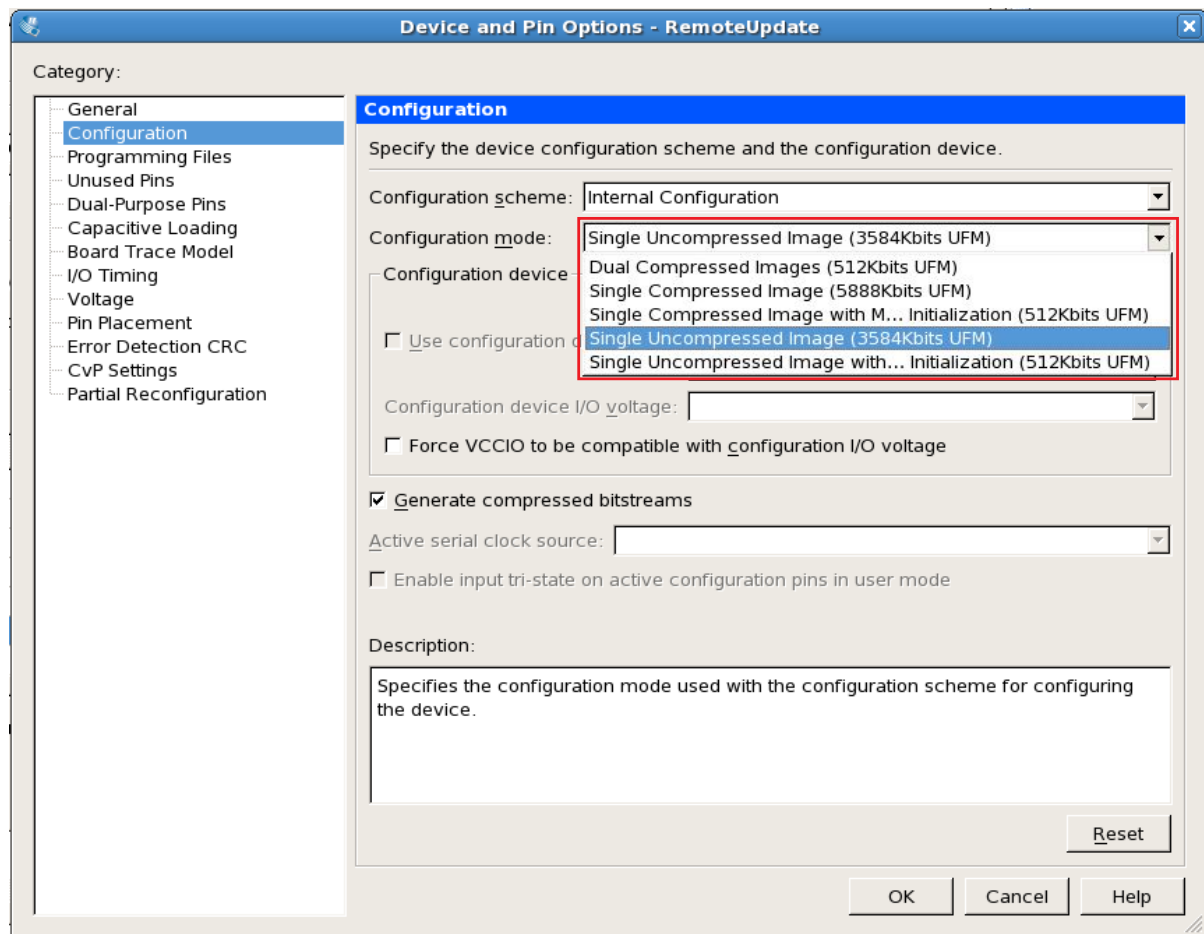 Device and Pin Options - RemoteUpdate
Category:
General
Configuration
Programming Files
Unused Pins
Dual-Purpose Pins
Capacitive Loading
Board Trace Model
I/O Timing
Voltage
Pin Placement
Error Detection CRC
CvP Settings
Partial Reconfiguration
Configuration
Specify the device configuration scheme and the configuration device.
Configuration scheme: Internal Configuration
Configuration mode: Single Uncompressed Image (3584Kbits UFM)
Dual Compressed Images (512Kbits UFM)
Configuration device
Single Compressed Image (5888Kbits UFM)
Single Compressed Image with M... Initialization (512Kbits UFM)
Use configuration d
Single Uncompressed Image (3584Kbits UFM)
Single Uncompressed Image with... Initialization (512Kbits UFM)
Configuration device I/O voltage:
Force VCCIO to be compatible with configuration I/O voltage
Generate compressed bitstreams
Active serial clock source:
Enable input tri-state on active configuration pins in user mode
Description:
Specifies the configuration mode used with the configuration scheme for configuring
the device.
Reset
OK Cancel Help